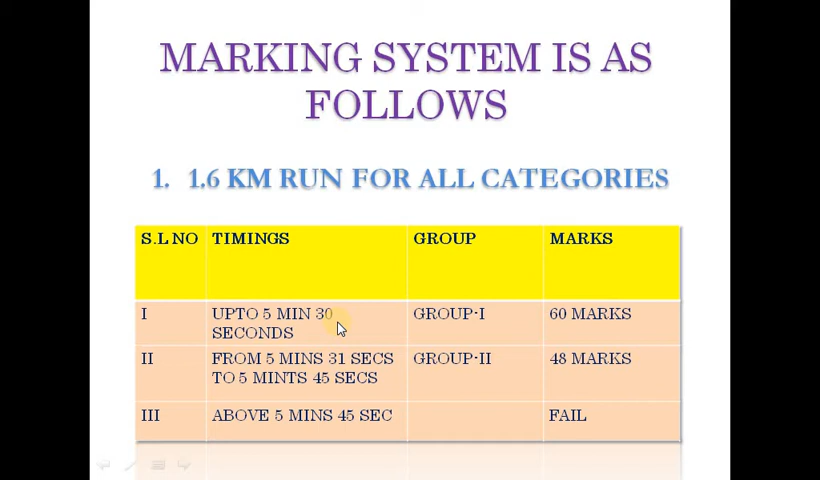 MARKING SYSTEM IS AS
FOLLOWS
1. 1.6 KM RUN FOR ALL CATEGORIES
S.L NO TIMINGS GROUP MARKS
I UPTO 5 MIN 30 GROUP-I 60 MARKS
SECONDS
II FROM 5 MINS 31 SECS GROUP-II 48 MARKS
TO 5 MINTS 45 SECS
III ABOVE 5 MINS 45 SEC FAIL